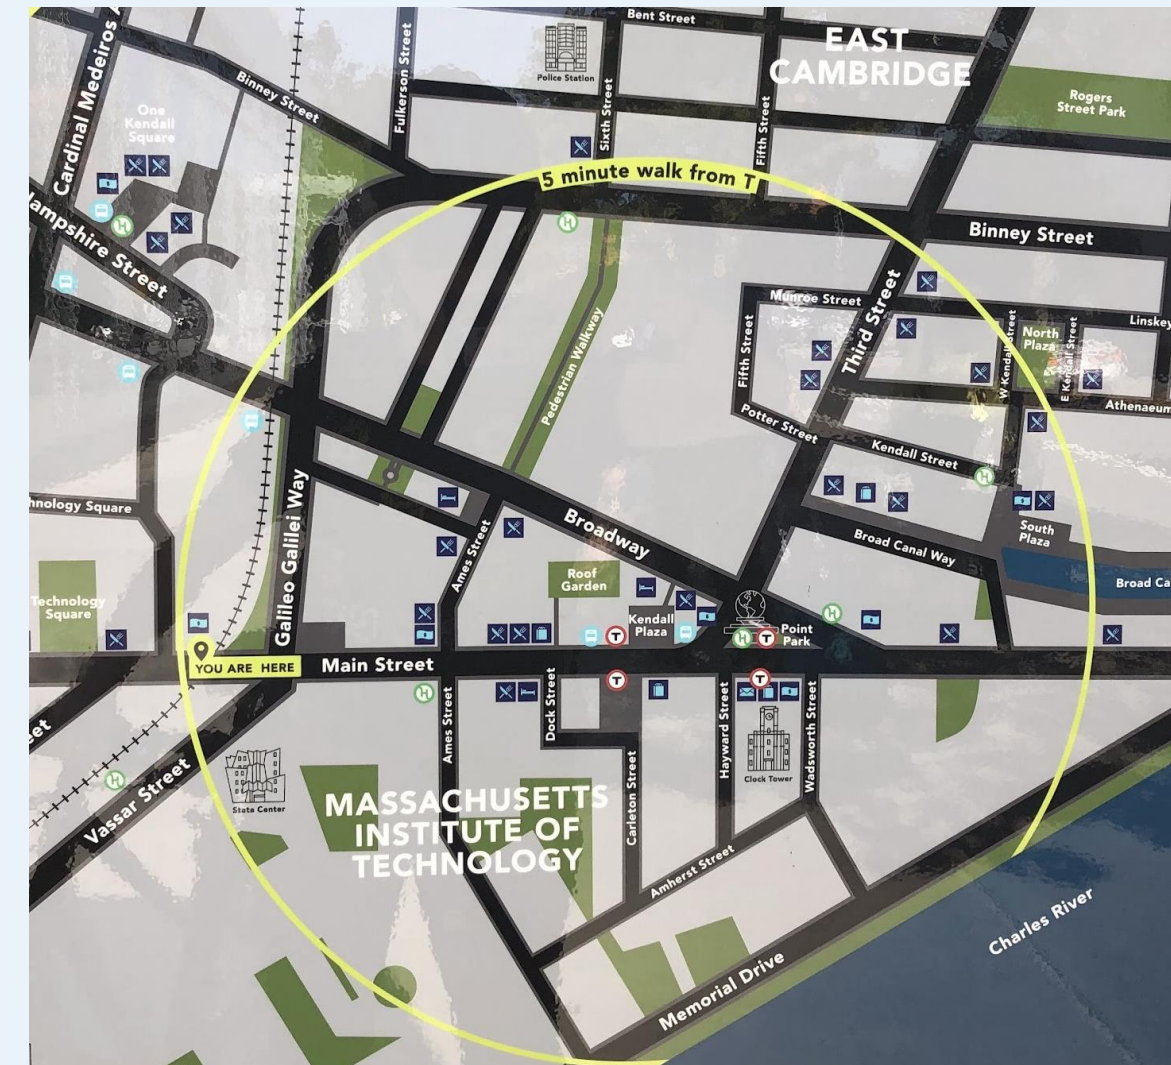 Bent Street
EAST
CAMBRIDGE
Police Station
Cardinal Medeiros
Fulkerson Street
Sixth Street
Fifth Street
Binney Street
One
Kendall
Square
Rogers
Street Park
5 minute walk from T
Hampshire Street
Binney Street
Munroe Street
Third Street
Fifth Street
W Kendall Street
North
Plaza
E Kendall Street
Linskey
Pedestrian Walkway
Potter Street
Athenaeum
Kendall Street
Technology Square
Galileo Galilei Way
Broadway
Ames Street
Broad Canal Way
South
Plaza
Broad Ca
Technology
Square
Roof
Garden
Kendall
Plaza
T
H
T
Point
Park
YOU ARE HERE
Main Street
T
T
H
Ames Street
Dock Street
Hayward Street
Wadsworth Street
Carleton Street
Clock Tower
Vassar Street
Stata Center
MASSACHUSETTS
INSTITUTE OF
TECHNOLOGY
Amherst Street
Memorial Drive
Charles River